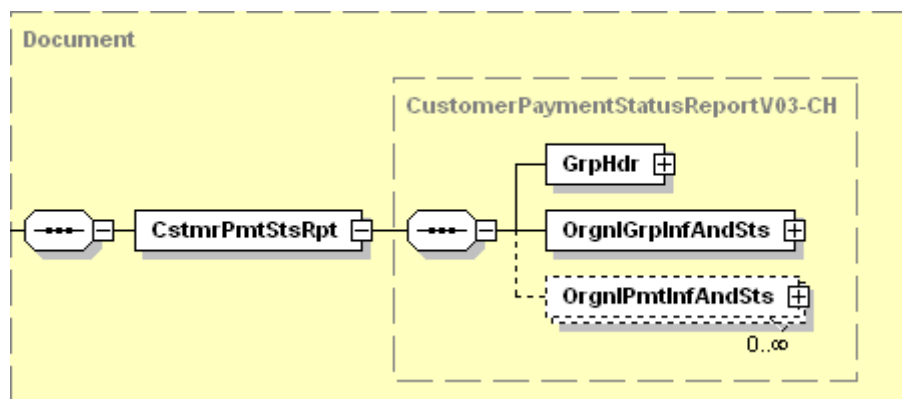 Document
CustomerPaymentStatusReportV03-CH
GrpHdr
CstmrPmtStsRpt
OrgnlGrpInfAndSts
OrgnlPmtInfAndSts
0..∞